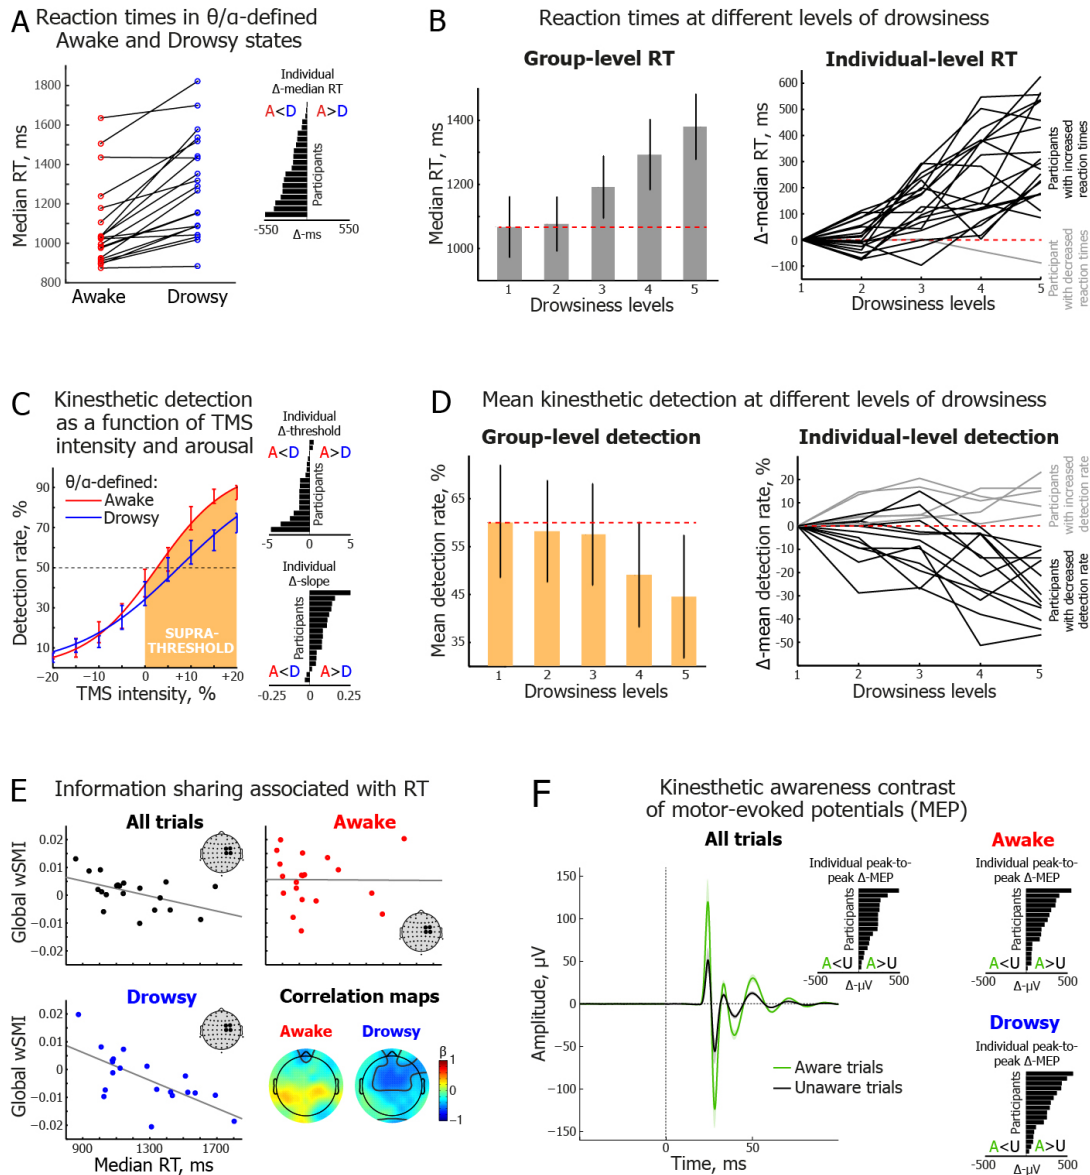 A Reaction times in θ/α-defined
Awake and Drowsy states
Median RT, ms
1800
1600
1400
1200
1000
800
Awake
Drowsy
Individual
Δ-median RT
A<D A>D
Participants
-550 550
Δ-ms
B Reaction times at different levels of drowsiness
Group-level RT
Median RT, ms
1400
1200
1000
1 2 3 4 5
Drowsiness levels
Individual-level RT
Δ-median RT, ms
600
500
400
300
200
100
0
−100
1 2 3 4 5
Drowsiness levels
Participants
with increased
reaction times
Participant
with decreased
reaction times
C Kinesthetic detection
as a function of TMS
intensity and arousal
θ/α-defined:
Awake
Drowsy
Detection rate, %
90
70
50
30
10
SUPRA-
THRESHOLD
−20 −10 0 +10 +20
TMS intensity, %
Individual
Δ-threshold
A<D A>D
Participants
-5 0 5
Individual
Δ-slope
Participants
A<D A>D
-0.25 0 0.25
D Mean kinesthetic detection at different levels of drowsiness
Group-level detection
Mean detection rate, %
65
55
45
35
1 2 3 4 5
Drowsiness levels
Individual-level detection
Δ-mean detection rate, %
20
10
0
-10
-20
-30
-40
-50
1 2 3 4 5
Drowsiness levels
Participants
with increased
detection rate
Participants
with decreased
detection rate
E Information sharing associated with RT
All trials
Global wSMI
0.02
0.01
0
−0.01
−0.02
Awake
Drowsy
Global wSMI
0.02
0.01
0
−0.01
−0.02
900 1300 1700
Median RT, ms
Correlation maps
Awake Drowsy
β
1
0
−1
F Kinesthetic awareness contrast
of motor-evoked potentials (MEP)
All trials
Amplitude, μV
150
100
50
0
−50
−100
−150
0 50
Time, ms
Aware trials
Unaware trials
Individual peak-to-
peak Δ-MEP
Participants
A<U A>U
-500 500
Δ-μV
Awake
Individual peak-to-
peak Δ-MEP
Participants
A<U A>U
-500 500
Δ-μV
Drowsy
Individual peak-to-
peak Δ-MEP
Participants
A<U A>U
-500 500
Δ-μV